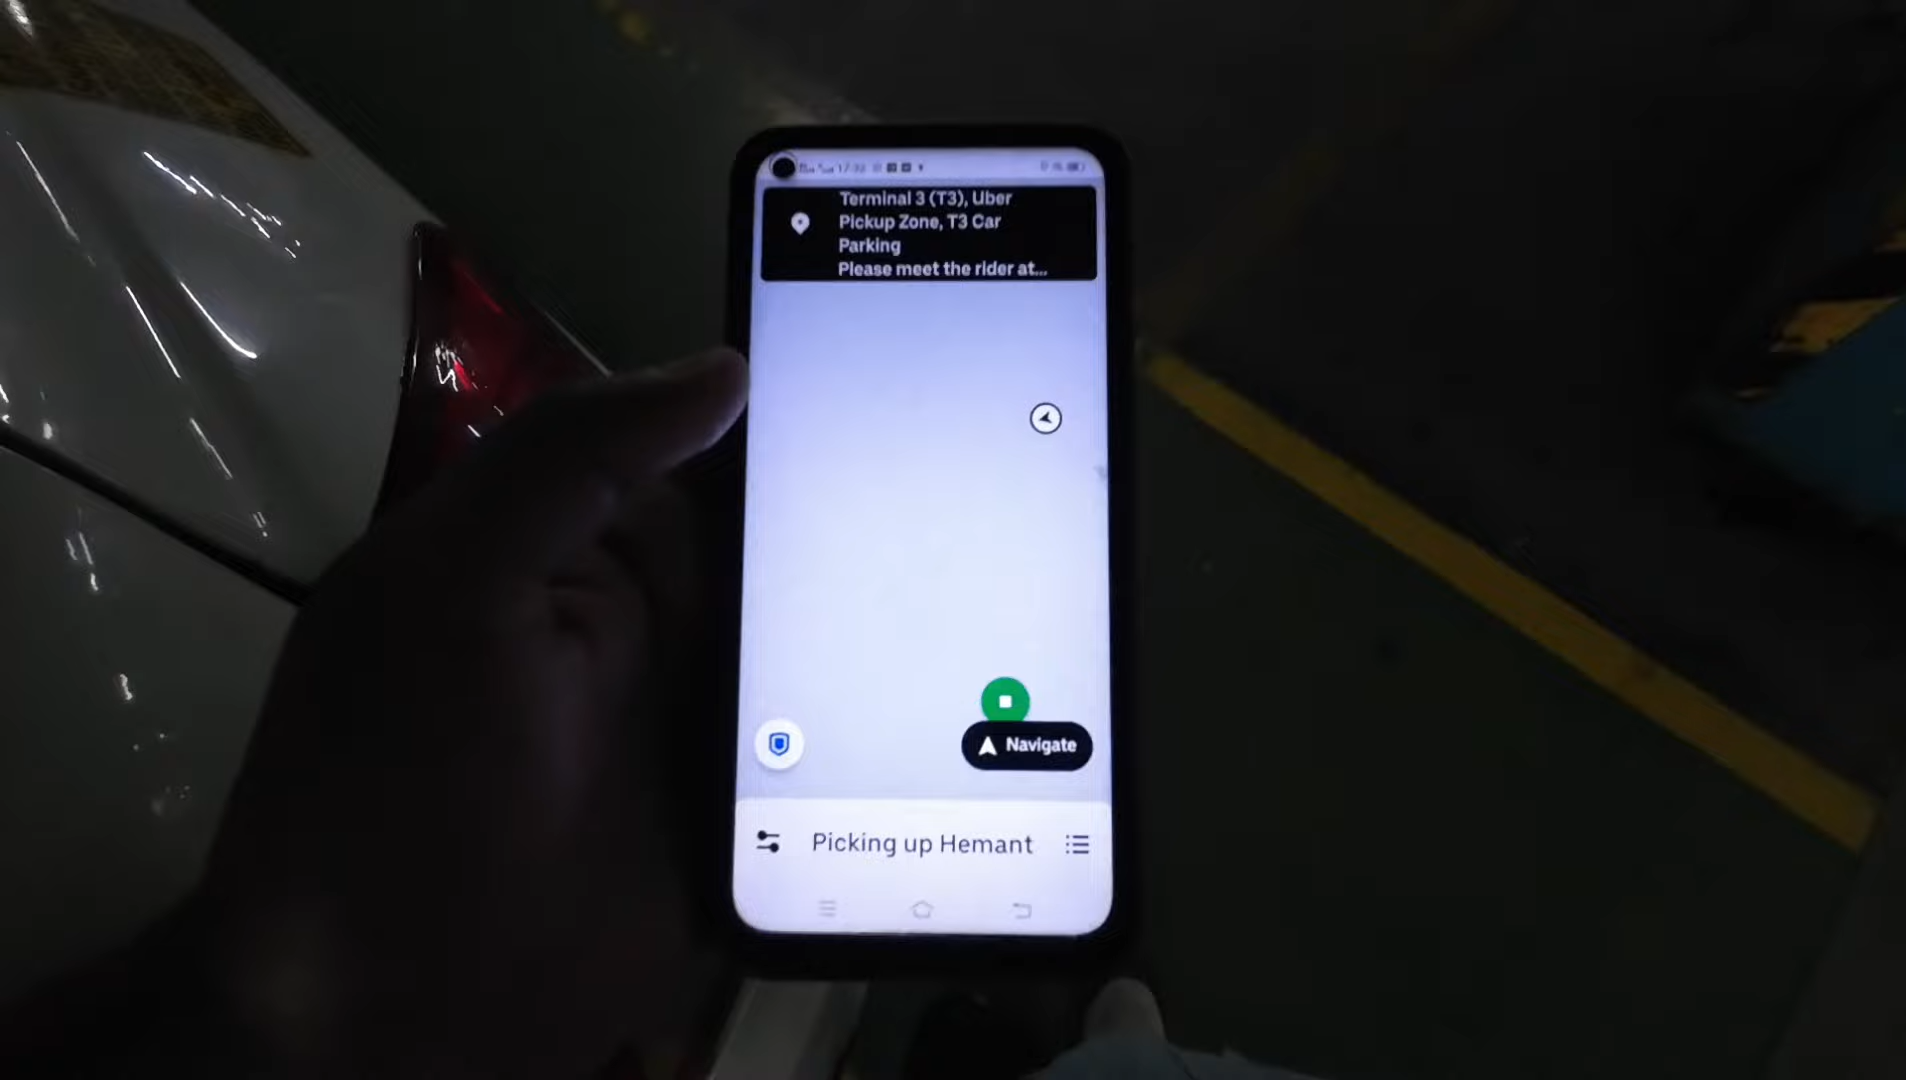 Terminal 3 (T3), Uber
Pickup Zone, T3 Car
Parking
Please meet the rider at...
Navigate
Picking up Hemant